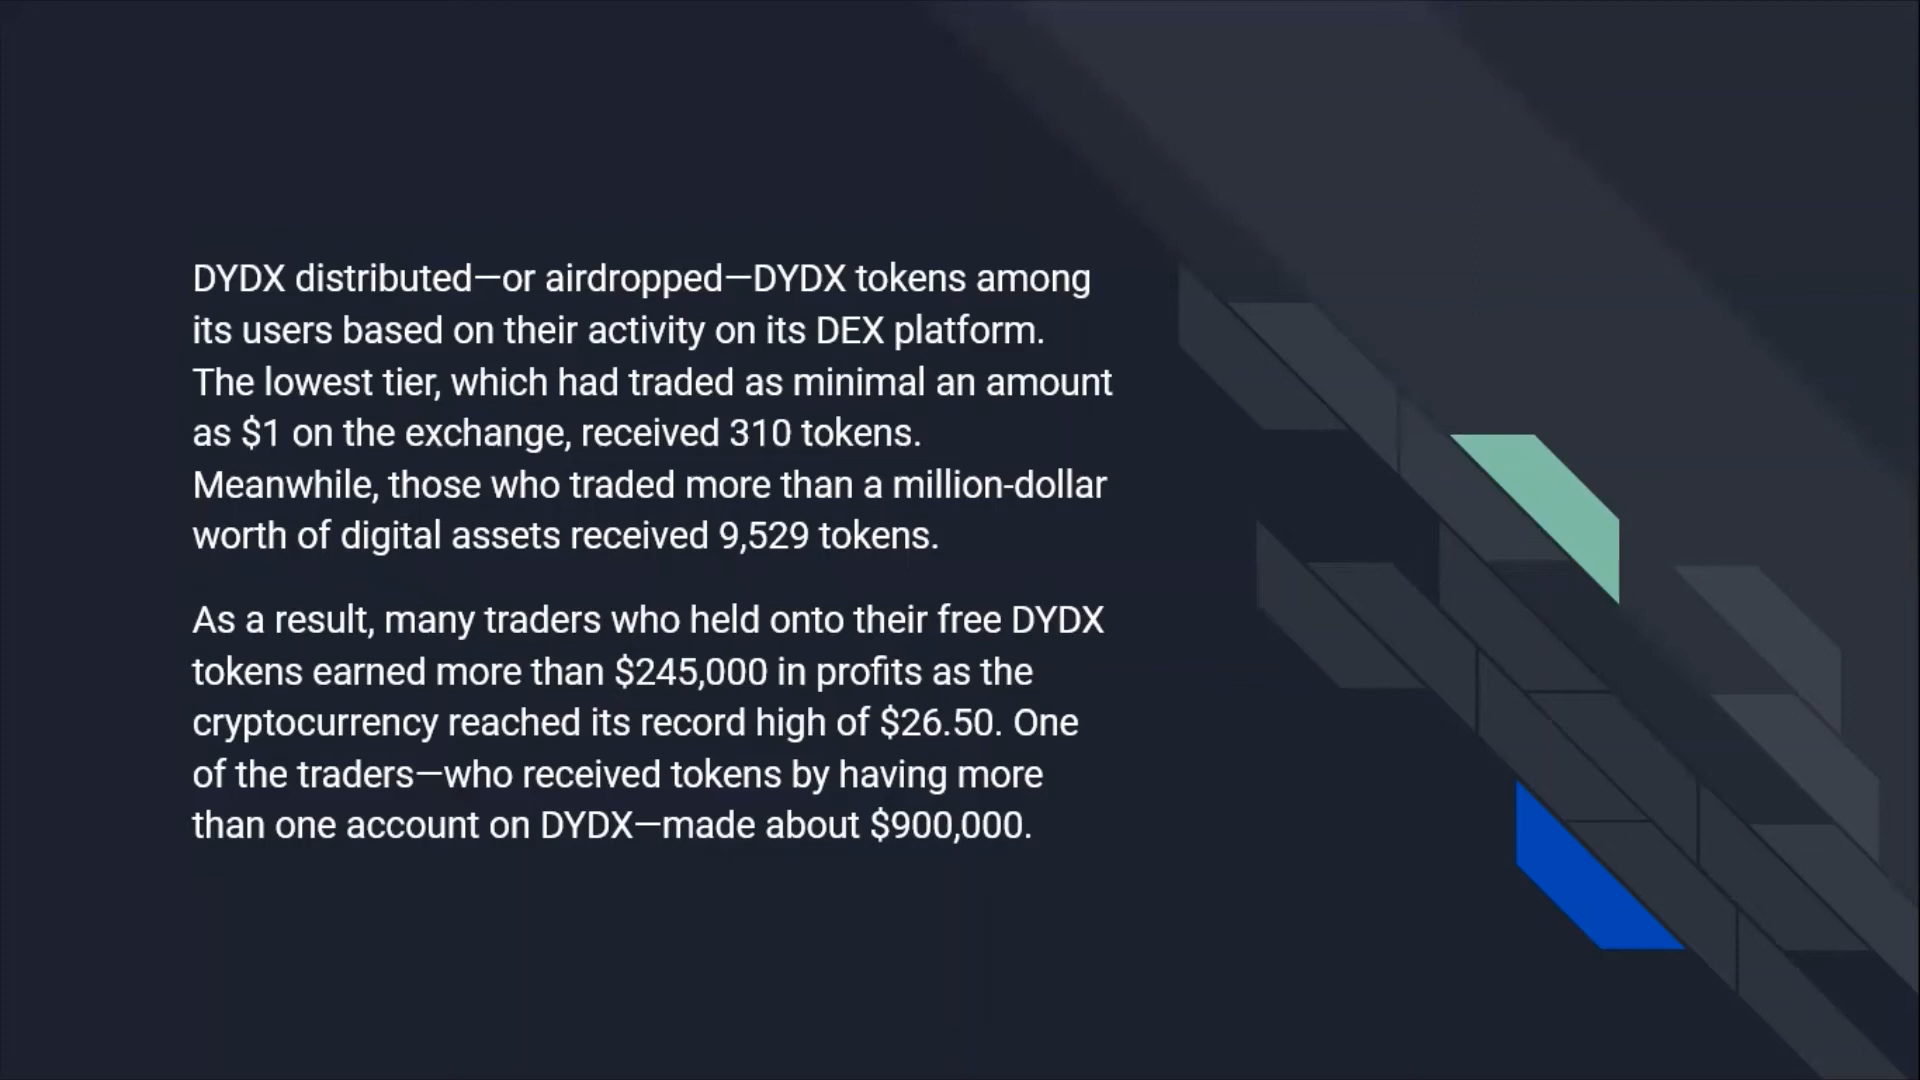 DYDX distributed—or airdropped—DYDX tokens among
its users based on their activity on its DEX platform.
The lowest tier, which had traded as minimal an amount
as $1 on the exchange, received 310 tokens.
Meanwhile, those who traded more than a million-dollar
worth of digital assets received 9,529 tokens.
As a result, many traders who held onto their free DYDX
tokens earned more than $245,000 in profits as the
cryptocurrency reached its record high of $26.50. One
of the traders—who received tokens by having more
than one account on DYDX—made about $900,000.